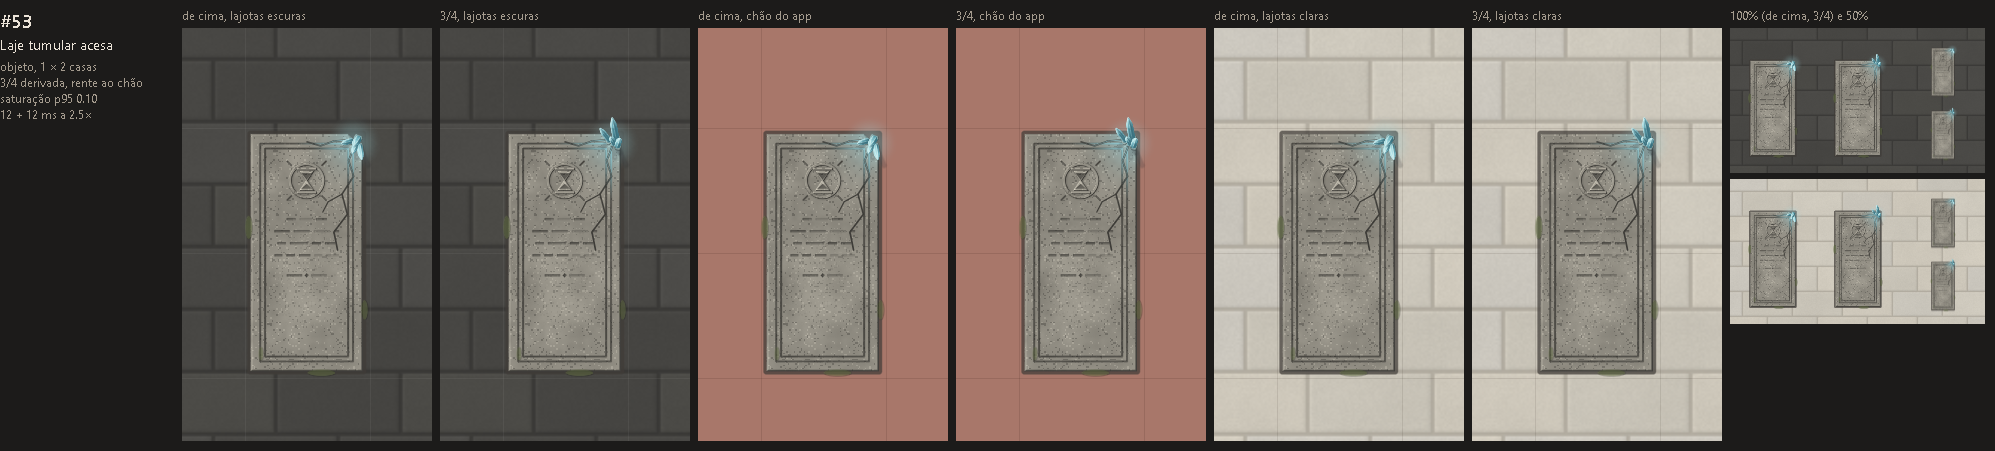 #53
Laje tumular acesa
objeto, 1 × 2 casas
3/4 derivada, rente ao chão
saturação p95 0.10
12 + 12 ms a 2.5×
de cima, lajotas escuras
3/4, lajotas escuras
de cima, chão do app
3/4, chão do app
de cima, lajotas claras
3/4, lajotas claras
100% (de cima, 3/4) e 50%